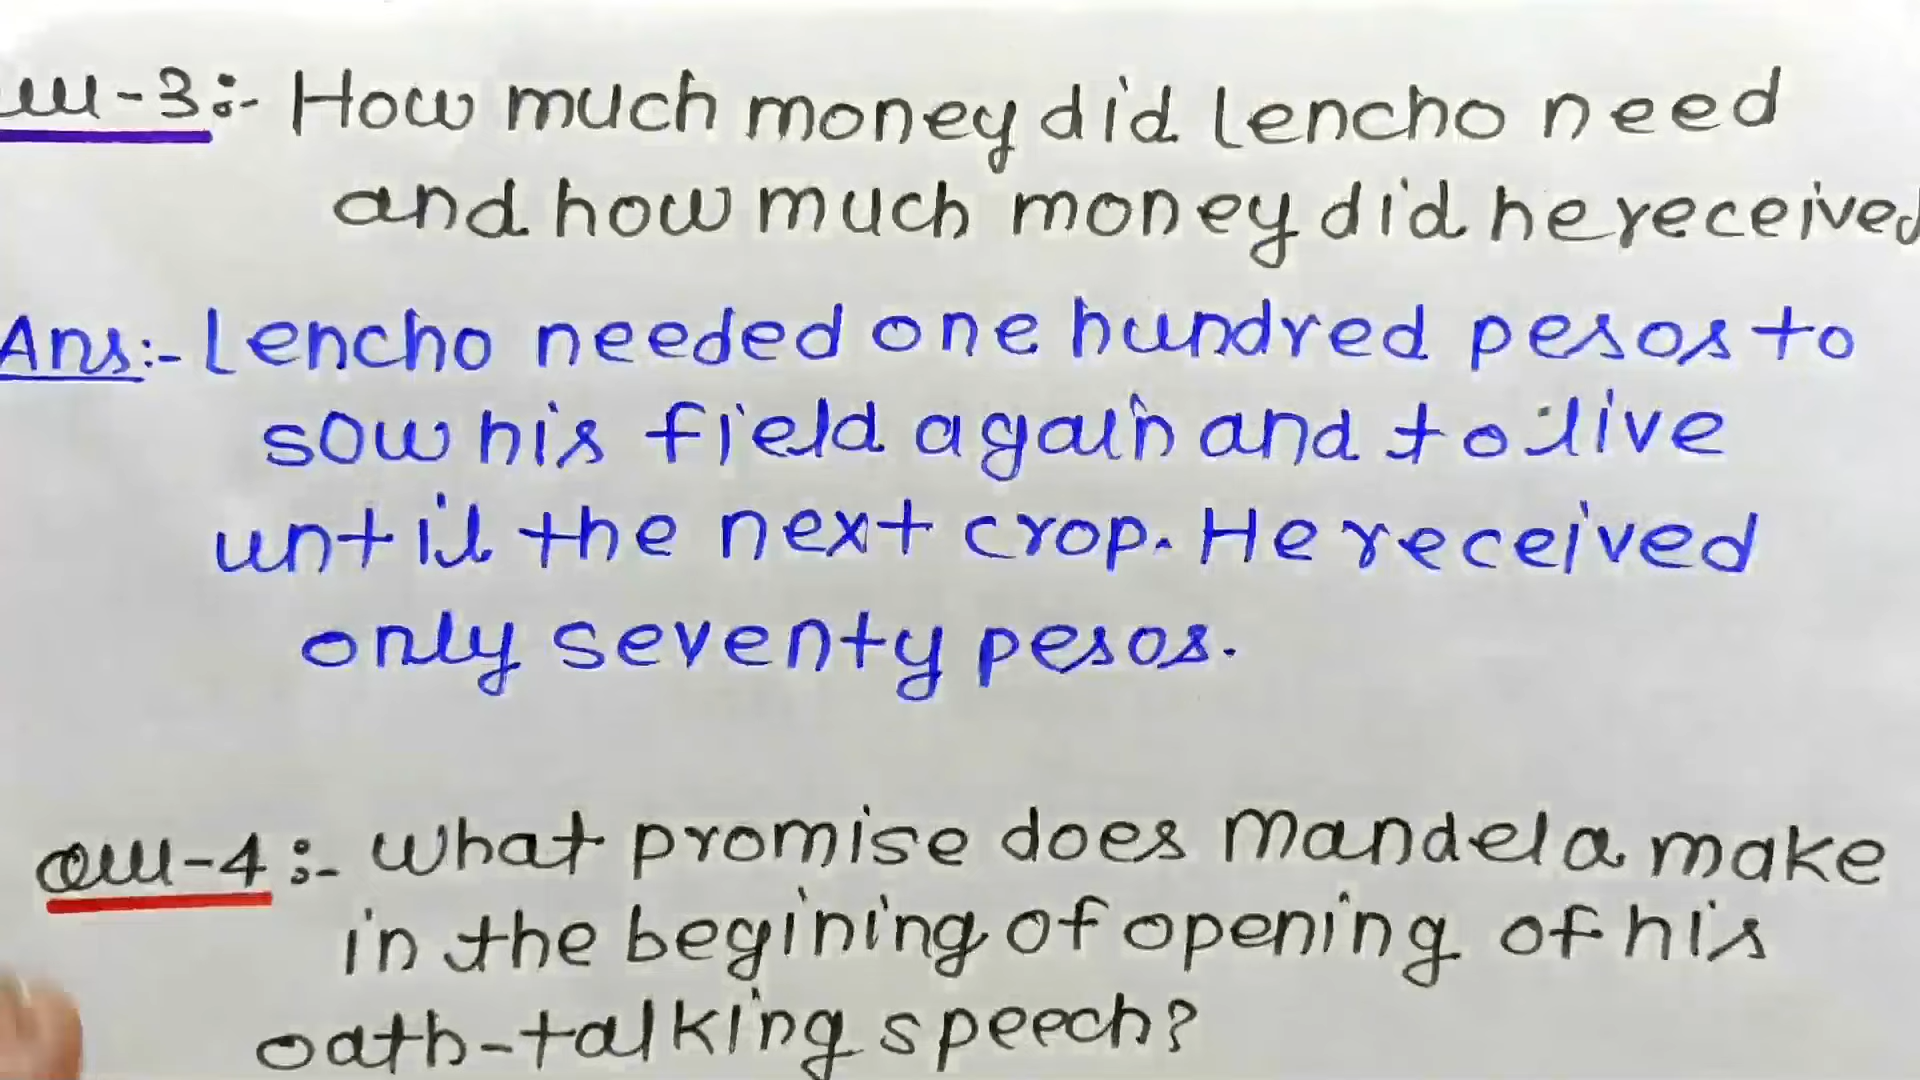 Que-3:- How much money did Lencho need
and how much money did he received
Ans:- Lencho needed one hundred pesos to
sow his field again and to live
until the next crop. He received
only seventy pesos.
Que-4:- What promise does Mandela make
in the begining of opening of his
oath-talking speech?